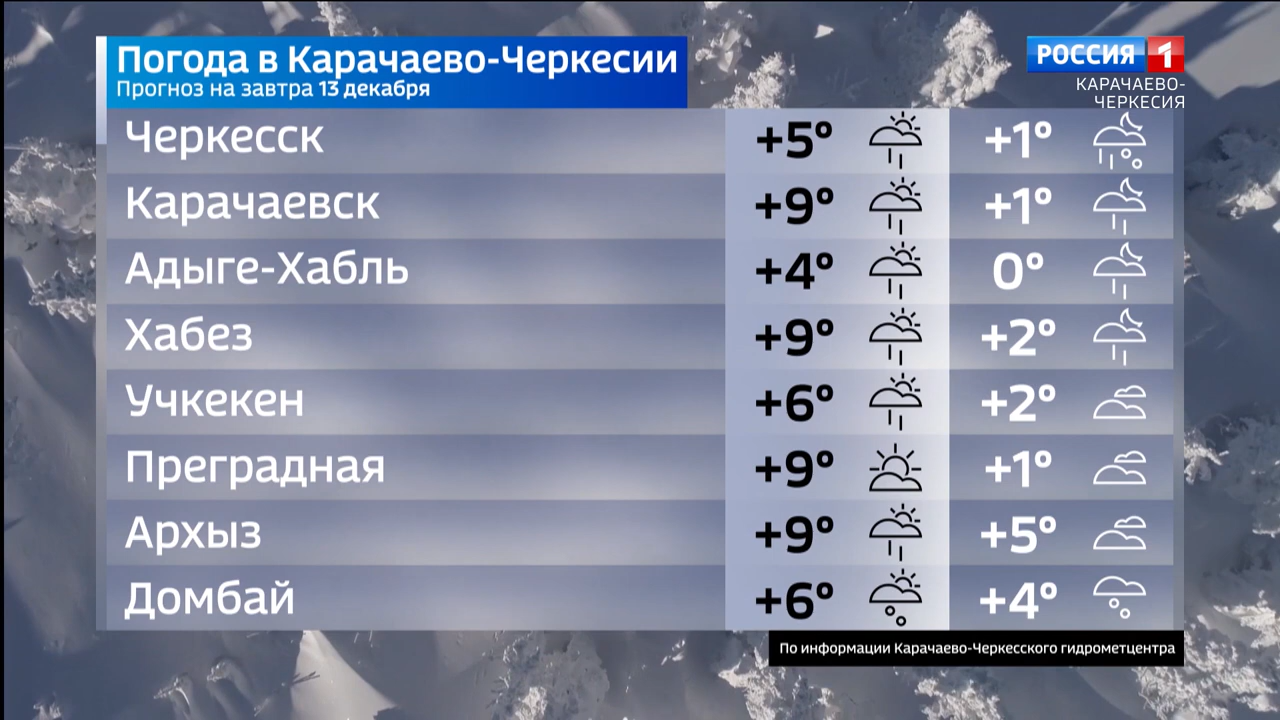 Погода в Карачаево-Черкесии
Прогноз на завтра 13 декабря
РОССИЯ 1
КАРАЧАЕВО-
ЧЕРКЕСИЯ
Черкесск +5° +1°
Карачаевск +9° +1°
Адыге-Хабль +4° 0°
Хабез +9° +2°
Учкекен +6° +2°
Преградная +9° +1°
Архыз +9° +5°
Домбай +6° +4°
По информации Карачаево-Черкесского гидрометцентра